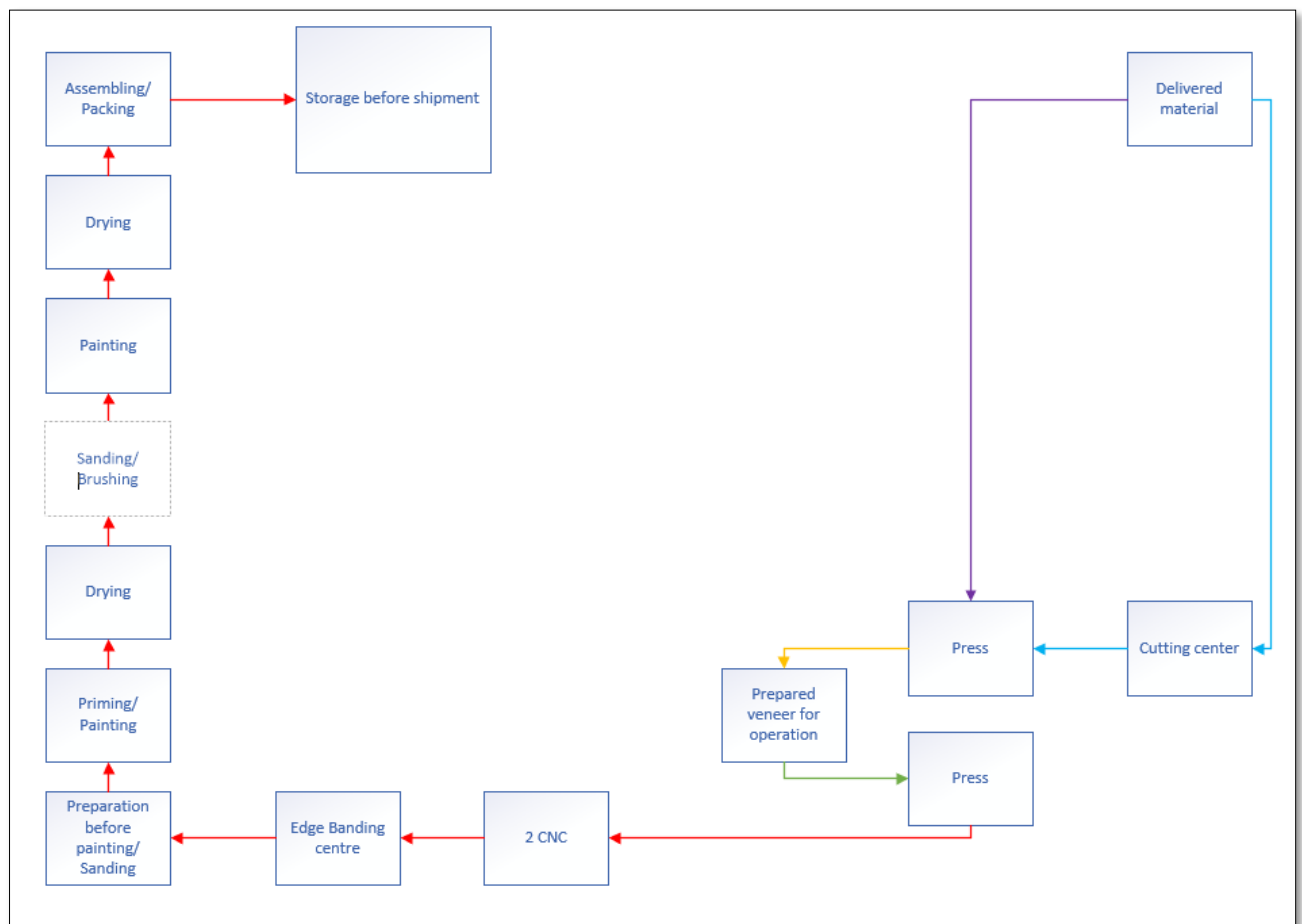 Assembling/
Packing
Storage before shipment
Delivered
material
Drying
Painting
Sanding/
Brushing
Drying
Press
Cutting center
Priming/
Painting
Prepared
veneer for
operation
Press
Preparation
before
painting/
Sanding
Edge Banding
centre
2 CNC